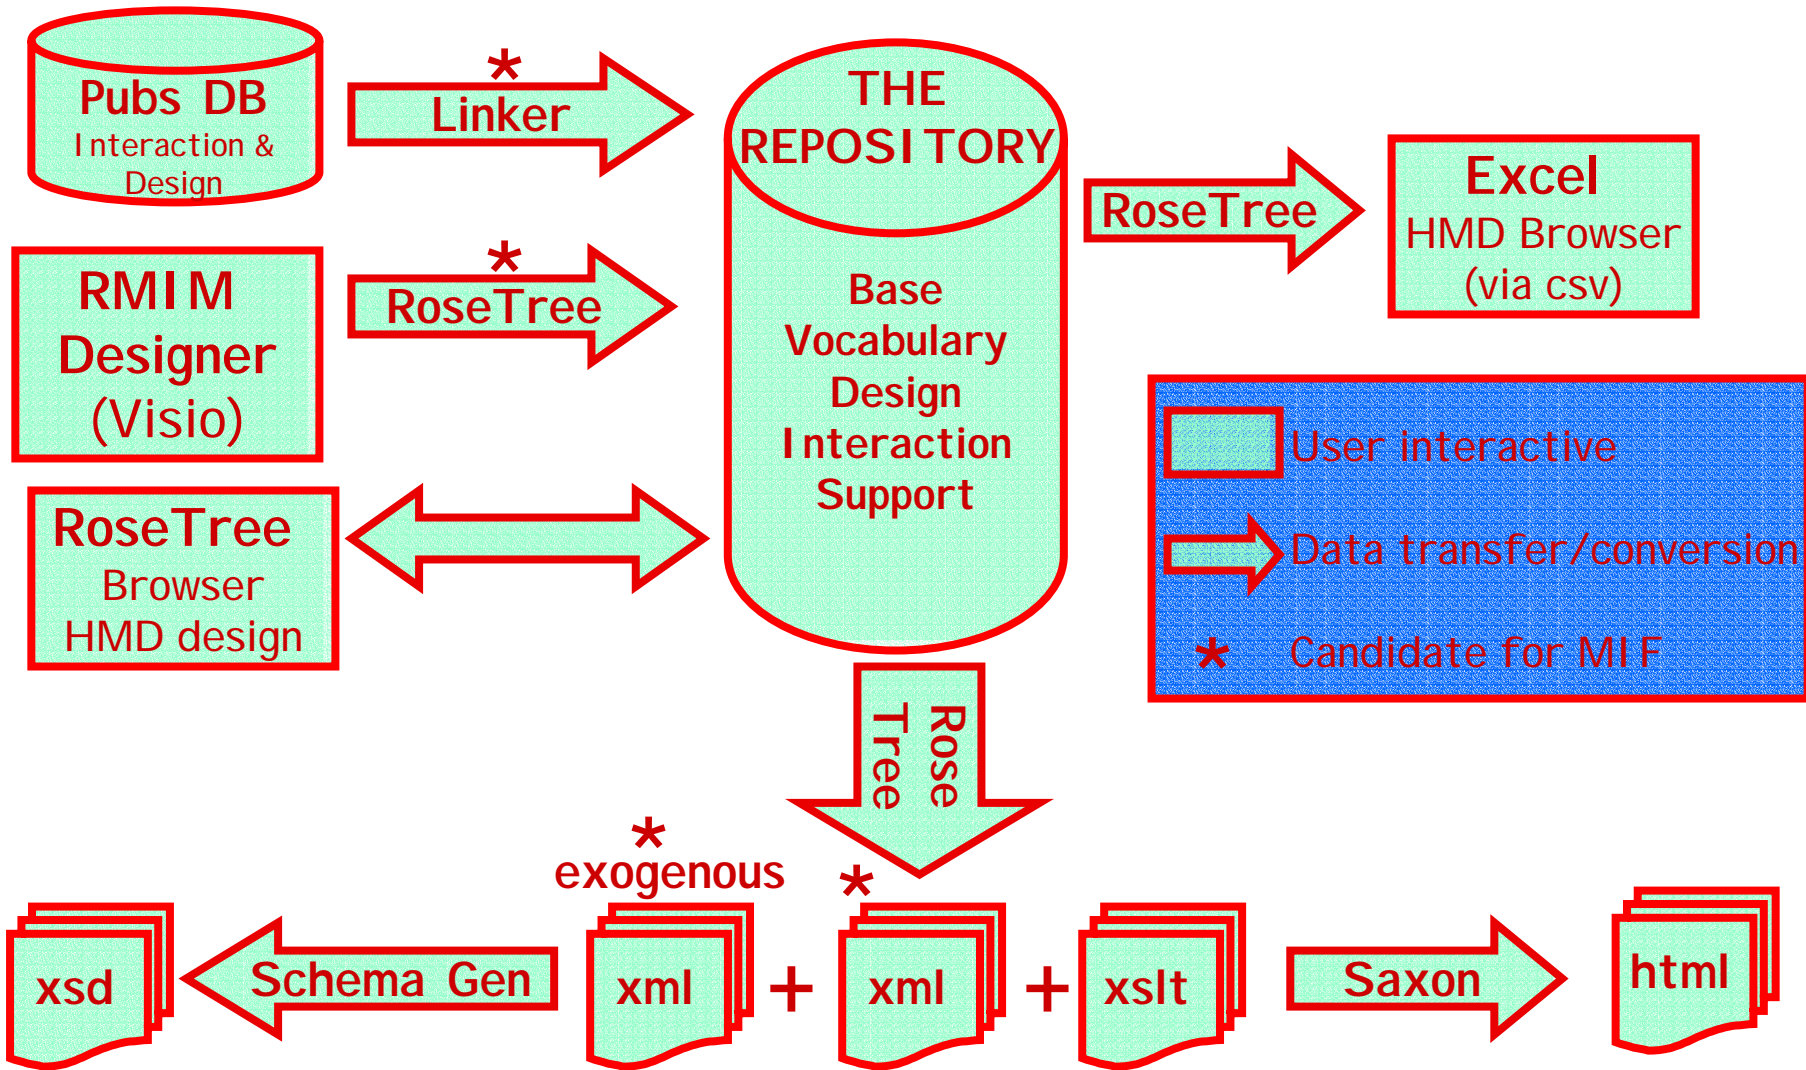 Pubs DB
Interaction &
Design
*
Linker
THE
REPOSITORY
Base
Vocabulary
Design
Interaction
Support
RoseTree
Excel
HMD Browser
(via csv)
RMIM
Designer
(Visio)
*
RoseTree
RoseTree
Browser
HMD design
User interactive
Data transfer/conversion
* Candidate for MIF
Rose
Tree
*
exogenous
*
xsd
Schema Gen
xml
+
xml
+
xslt
Saxon
html